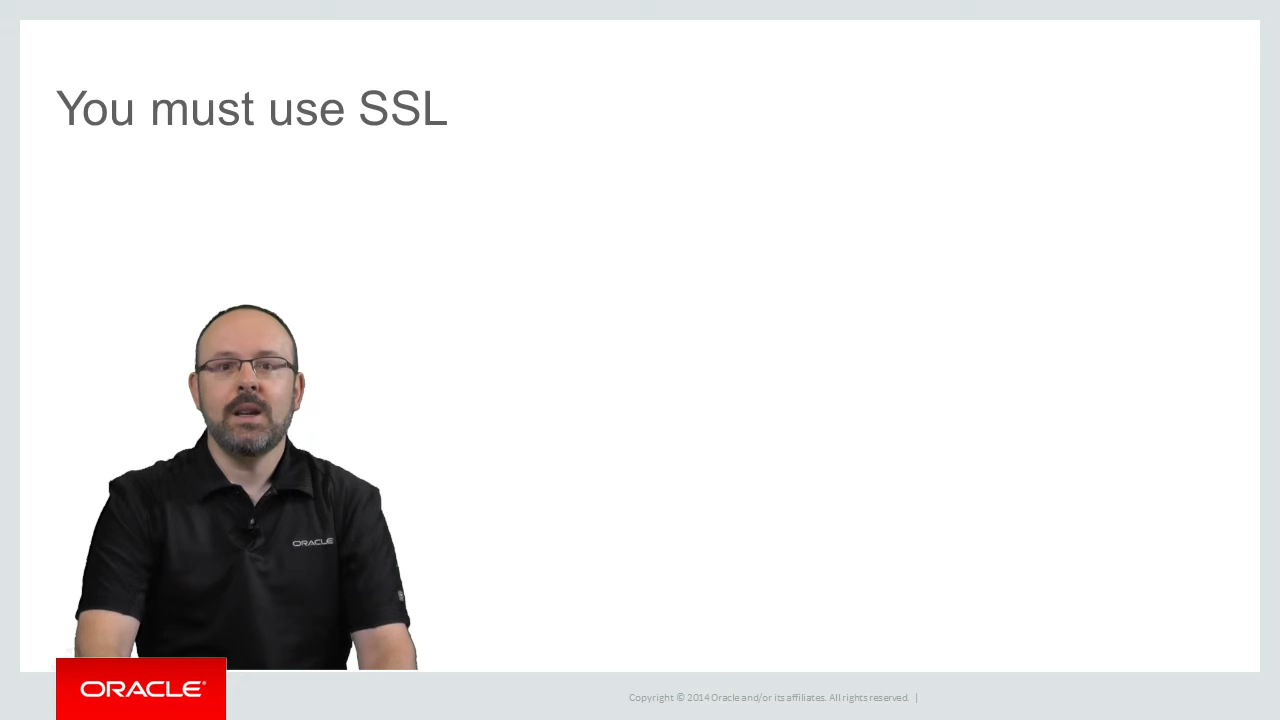 You must use SSL
ORACLE
ORACLE®
Copyright © 2014 Oracle and/or its affiliates. All rights reserved. |